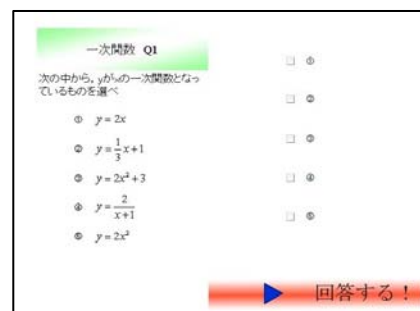 一次関数 Q1
次の中から，yがxの一次関数となっ
ているものを選べ
① y = 2x
② y = 1/3 x + 1
③ y = 2x² + 3
④ y = 2/(x+1)
⑤ y = 2x²
①
②
③
④
⑤
回答する！